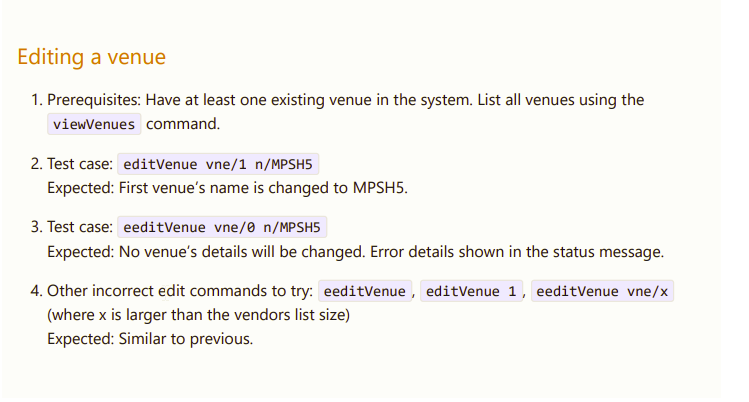 Editing a venue
1. Prerequisites: Have at least one existing venue in the system. List all venues using the
viewVenues command.
2. Test case: editVenue vne/1 n/MPSH5
Expected: First venue's name is changed to MPSH5.
3. Test case: eeditVenue vne/0 n/MPSH5
Expected: No venue's details will be changed. Error details shown in the status message.
4. Other incorrect edit commands to try: eeditVenue, editVenue 1, eeditVenue vne/x
(where x is larger than the vendors list size)
Expected: Similar to previous.